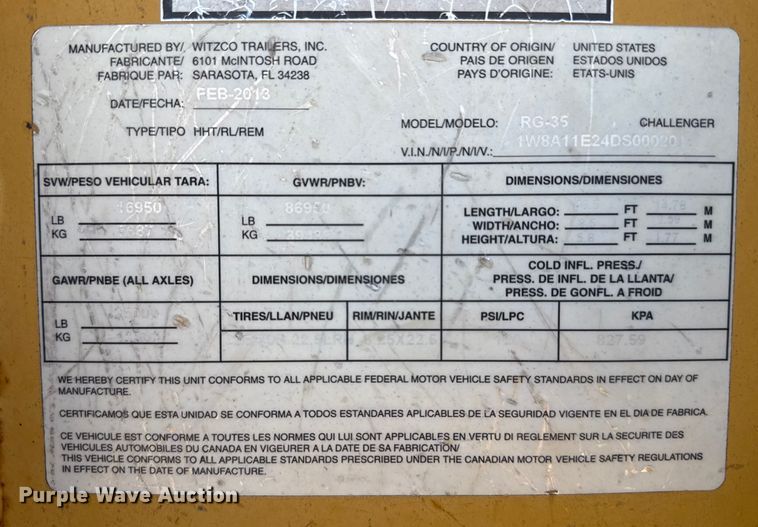 MANUFACTURED BY/ WITZCO TRAILERS, INC.
FABRICANTE/ 6101 McINTOSH ROAD
FABRIQUE PAR: SARASOTA, FL 34238
COUNTRY OF ORIGIN/ UNITED STATES
PAIS DE ORIGEN ESTADOS UNIDOS
PAYS D'ORIGINE: ETATS-UNIS
DATE/FECHA: FEB-2013
TYPE/TIPO HHT/RL/REM
MODEL/MODELO: RG-35 CHALLENGER
V.I.N./N/I/P./N/I/V.: 1W8A11E24DS000201
SVW/PESO VEHICULAR TARA:
LB 16950
KG
GVWR/PNBV:
LB 86950
KG
DIMENSIONS/DIMENSIONES
LENGTH/LARGO: FT 14.78 M
WIDTH/ANCHO: FT M
HEIGHT/ALTURA: 5.8 FT 1.77 M
GAWR/PNBE (ALL AXLES)
LB
KG
DIMENSIONS/DIMENSIONES
TIRES/LLAN/PNEU
RIM/RIN/JANTE
COLD INFL. PRESS./
PRESS. DE INFL. DE LA LLANTA/
PRESS. DE GONFL. A FROID
PSI/LPC
KPA
827.59
WE HEREBY CERTIFY THIS UNIT CONFORMS TO ALL APPLICABLE FEDERAL MOTOR VEHICLE SAFETY STANDARDS IN EFFECT ON DAY OF
MANUFACTURE.
CERTIFICAMOS QUE ESTA UNIDAD SE CONFORMA A TODOS ESTANDARES APLICABLES DE LA SEGURIDAD VIGENTE EN EL DIA DE FABRICA.
CE VEHICULE EST CONFORME A TOUTES LES NORMES QUI LUI SONT APPLICABLES EN VERTU DI REGLEMENT SUR LA SECURITE DES
VEHICULES AUTOMOBILES DU CANADA EN VIGEURER A LA DATE DE SA FABRICATION/
THIS VEHICLE CONFORMS TO ALL APPLICABLE STANDARDS PRESCRIBED UNDER THE CANADIAN MOTOR VEHICLE SAFETY REGULATIONS
IN EFFECT ON THE DATE OF MANUFACTURE.
Purple Wave Auction